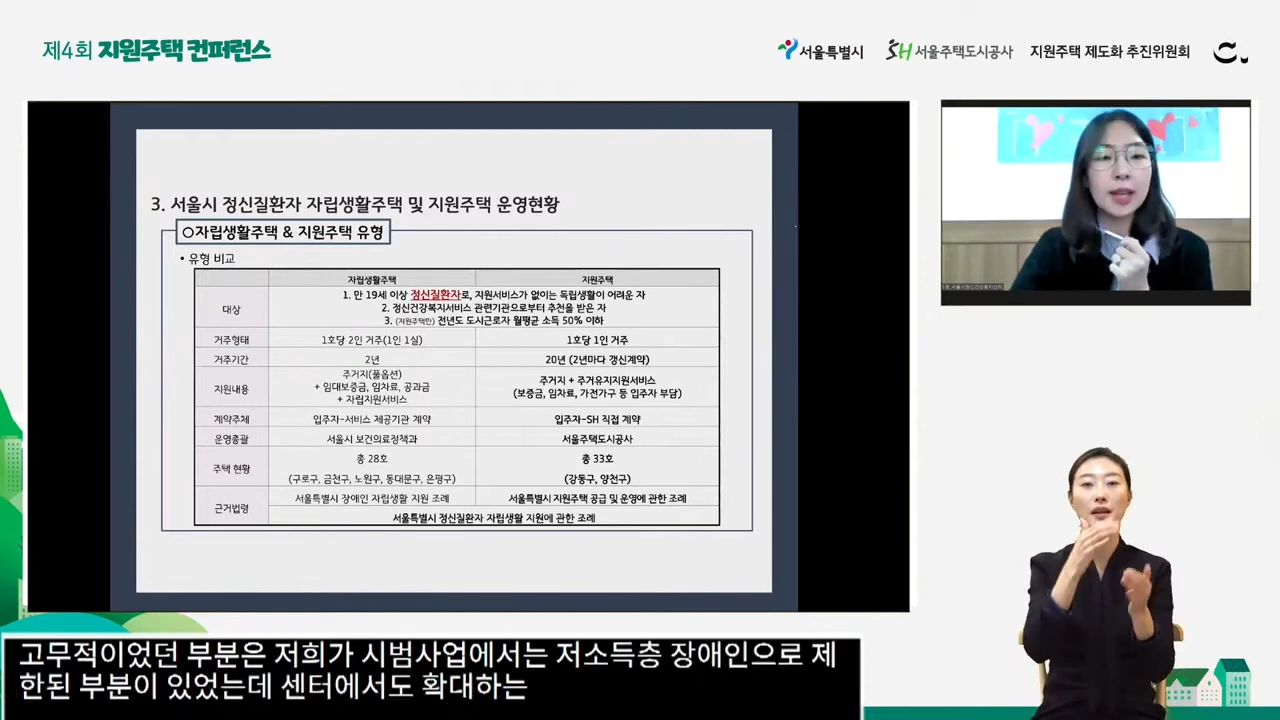 제4회 지원주택 컨퍼런스
서울특별시
SH 서울주택도시공사
지원주택 제도화 추진위원회
3. 서울시 정신질환자 자립생활주택 및 지원주택 운영현황
○자립생활주택 & 지원주택 유형
• 유형 비교
자립생활주택 지원주택
대상
1. 만 19세 이상 정신질환자로, 지원서비스가 없이는 독립생활이 어려운 자
2. 정신건강복지서비스 관련기관으로부터 추천을 받은 자
3. (지원주택만) 전년도 도시근로자 월평균 소득 50% 이하
거주형태 1호당 2인 거주(1인 1실) 1호당 1인 거주
거주기간 2년 20년 (2년마다 갱신계약)
지원내용
주거지(풀옵션)
+ 임대보증금, 임차료, 공과금
+ 자립지원서비스
주거지 + 주거유지지원서비스
(보증금, 임차료, 가전가구 등 입주자 부담)
계약주체 입주자-서비스 제공기관 계약 입주자-SH 직접 계약
운영총괄 서울시 보건의료정책과 서울주택도시공사
주택 현황
총 28호
(구로구, 금천구, 노원구, 동대문구, 은평구)
총 33호
(강동구, 양천구)
근거법령
서울특별시 장애인 자립생활 지원 조례 서울특별시 지원주택 공급 및 운영에 관한 조례
서울특별시 정신질환자 자립생활 지원에 관한 조례
고무적이었던 부분은 저희가 시범사업에서는 저소득층 장애인으로 제
한된 부분이 있었는데 센터에서도 확대하는